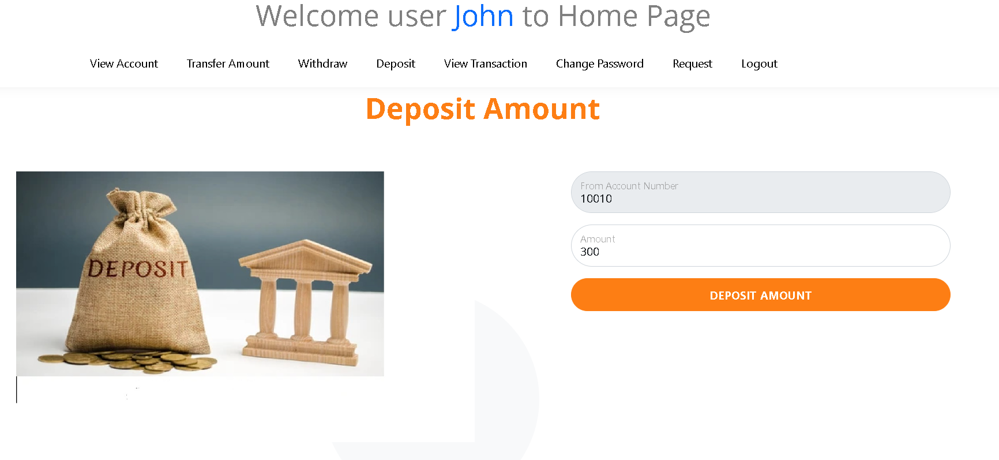 Welcome user John to Home Page
View Account Transfer Amount Withdraw Deposit View Transaction Change Password Request Logout
Deposit Amount
DEPOSIT
From Account Number
10010
Amount
300
DEPOSIT AMOUNT